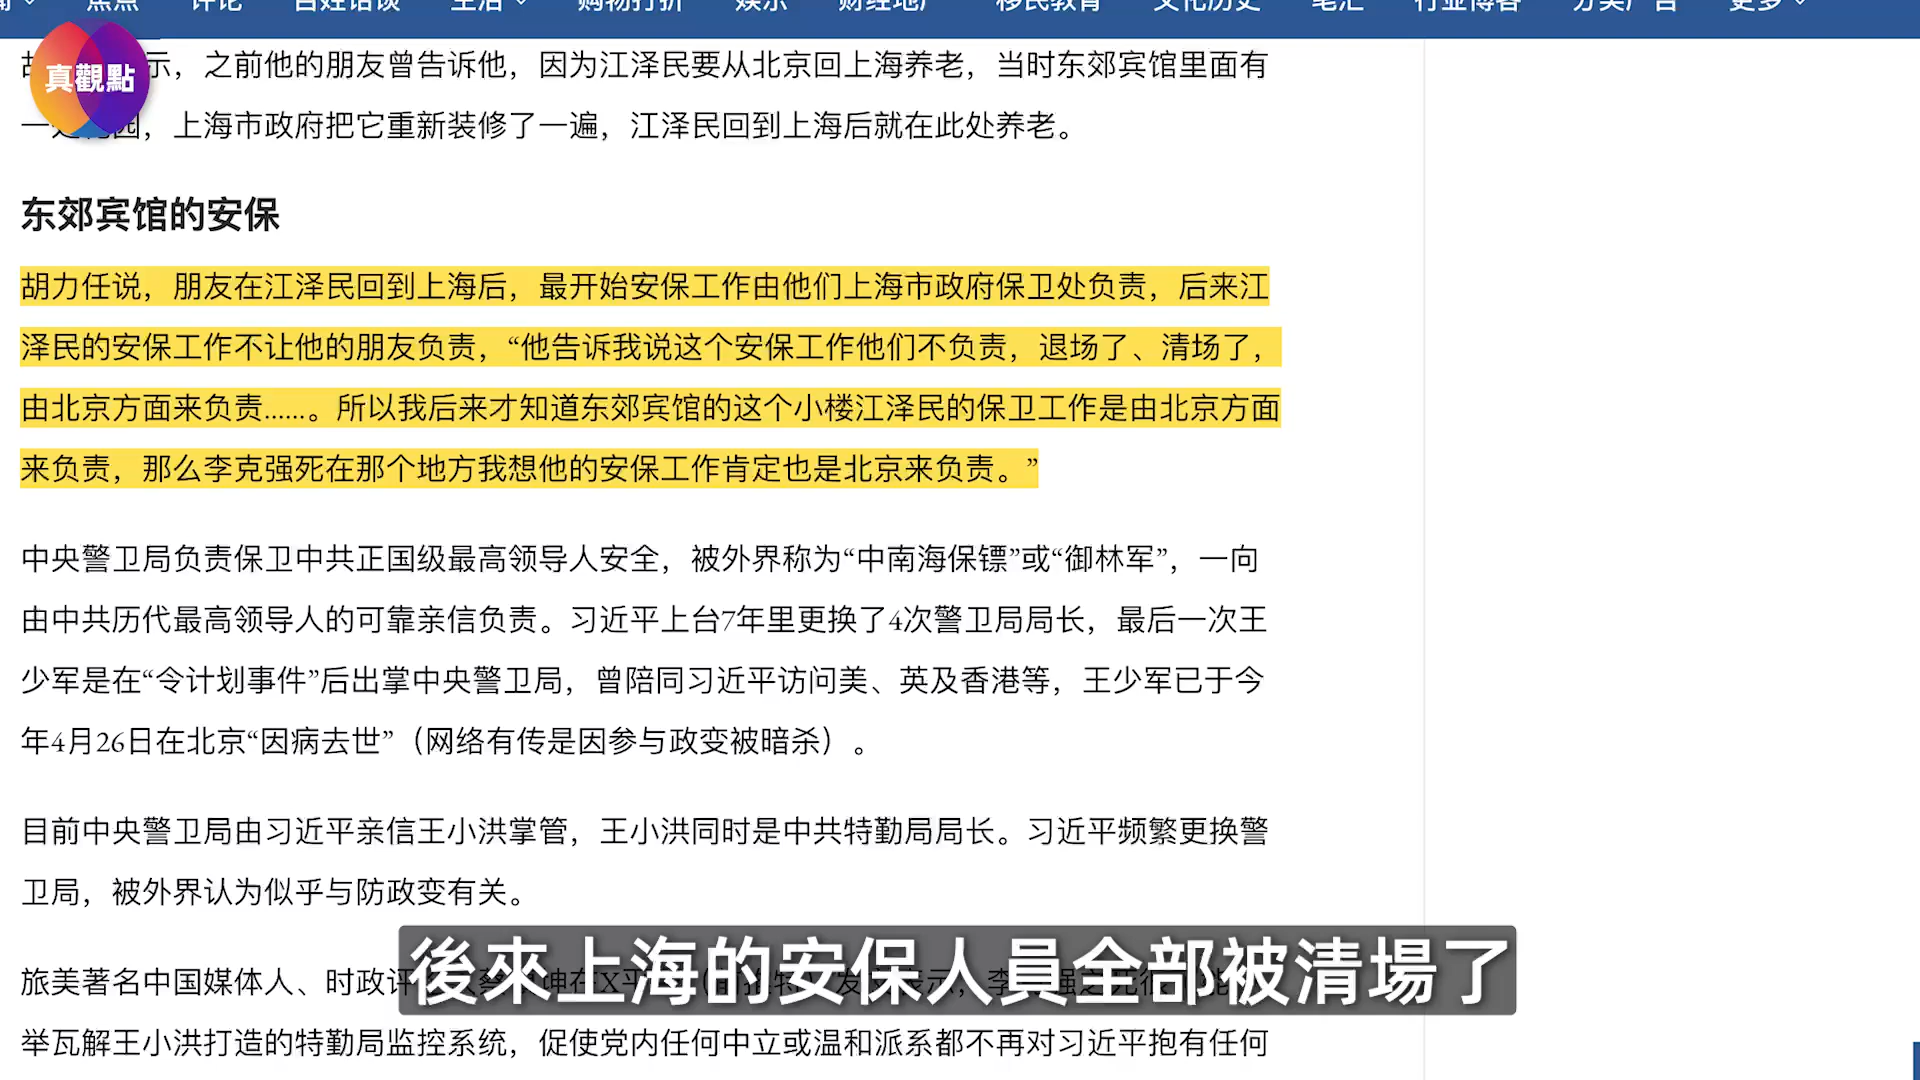 焦点 评论 百姓话谈 生活 购物打折 娱乐 财经地产 移民教育 文化历史 笔汇 行业博客 分类广告 更多
真觀點
示，之前他的朋友曾告诉他，因为江泽民要从北京回上海养老，当时东郊宾馆里面有
一 园，上海市政府把它重新装修了一遍，江泽民回到上海后就在此处养老。
东郊宾馆的安保
胡力任说，朋友在江泽民回到上海后，最开始安保工作由他们上海市政府保卫处负责，后来江
泽民的安保工作不让他的朋友负责，“他告诉我说这个安保工作他们不负责，退场了、清场了，
由北京方面来负责……。所以我后来才知道东郊宾馆的这个小楼江泽民的保卫工作是由北京方面
来负责，那么李克强死在那个地方我想他的安保工作肯定也是北京来负责。”
中央警卫局负责保卫中共正国级最高领导人安全，被外界称为“中南海保镖”或“御林军”，一向
由中共历代最高领导人的可靠亲信负责。习近平上台7年里更换了4次警卫局局长，最后一次王
少军是在“令计划事件”后出掌中央警卫局，曾陪同习近平访问美、英及香港等，王少军已于今
年4月26日在北京“因病去世”（网络有传是因参与政变被暗杀）。
目前中央警卫局由习近平亲信王小洪掌管，王小洪同时是中共特勤局局长。习近平频繁更换警
卫局，被外界认为似乎与防政变有关。
旅美著名中国媒体人、时政评
後來上海的安保人員全部被清場了
举瓦解王小洪打造的特勤局监控系统，促使党内任何中立或温和派系都不再对习近平抱有任何